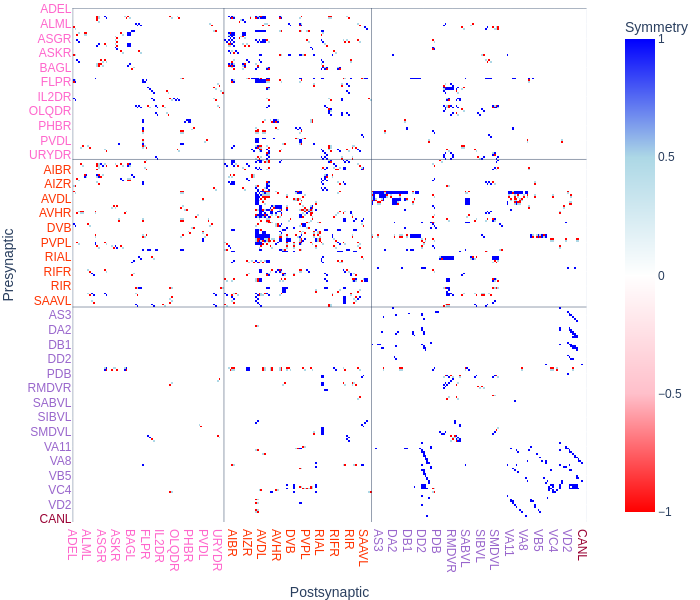 Symmetry
1
0.5
0
−0.5
−1
Presynaptic
ADEL
ALML
ASGR
ASKR
BAGL
FLPR
IL2DR
OLQDR
PHBR
PVDL
URYDR
AIBR
AIZR
AVDL
AVHR
DVB
PVPL
RIAL
RIFR
RIR
SAAVL
AS3
DA2
DB1
DD2
PDB
RMDVR
SABVL
SIBVL
SMDVL
VA11
VA8
VB5
VC4
VD2
CANL
ADEL
ALML
ASGR
ASKR
BAGL
FLPR
IL2DR
OLQDR
PHBR
PVDL
URYDR
AIBR
AIZR
AVDL
AVHR
DVB
PVPL
RIAL
RIFR
RIR
SAAVL
AS3
DA2
DB1
DD2
PDB
RMDVR
SABVL
SIBVL
SMDVL
VA11
VA8
VB5
VC4
VD2
CANL
Postsynaptic